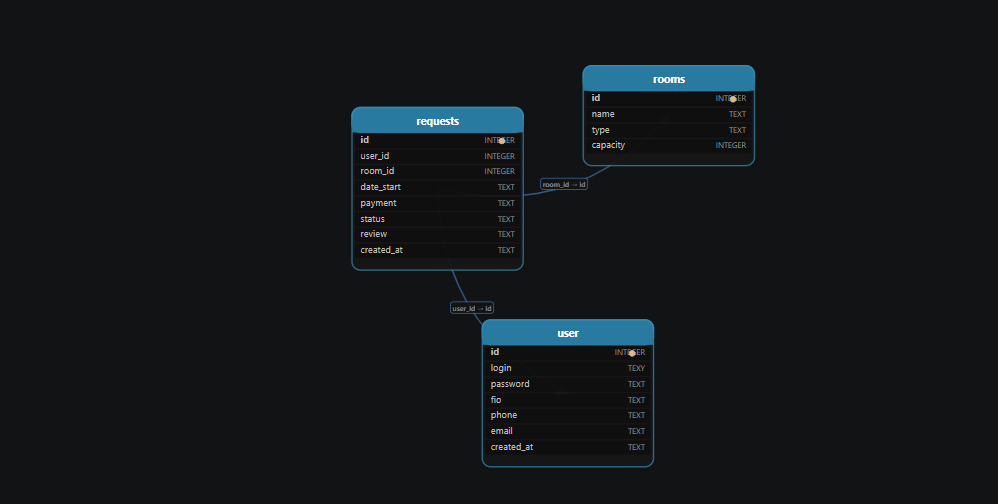 requests
id INTEGER
user_id INTEGER
room_id INTEGER
date_start TEXT
payment TEXT
status TEXT
review TEXT
created_at TEXT
rooms
id INTEGER
name TEXT
type TEXT
capacity INTEGER
room_id → id
user_id → id
user
id INTEGER
login TEXY
password TEXT
fio TEXT
phone TEXT
email TEXT
created_at TEXT